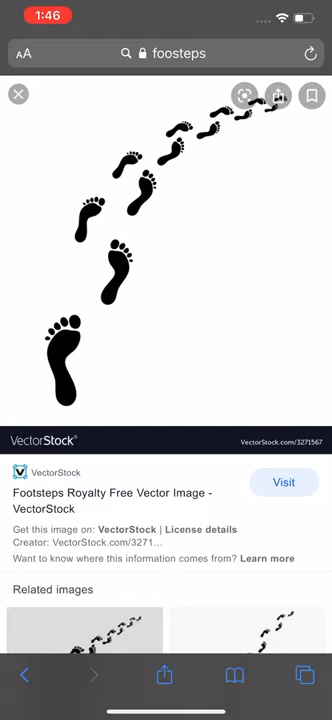 1:46
AA
foosteps
VectorStock®
VectorStock.com/3271567
VectorStock
Footsteps Royalty Free Vector Image -
VectorStock
Visit
Get this image on: VectorStock | License details
Creator: VectorStock.com/3271...
Want to know where this information comes from? Learn more
Related images